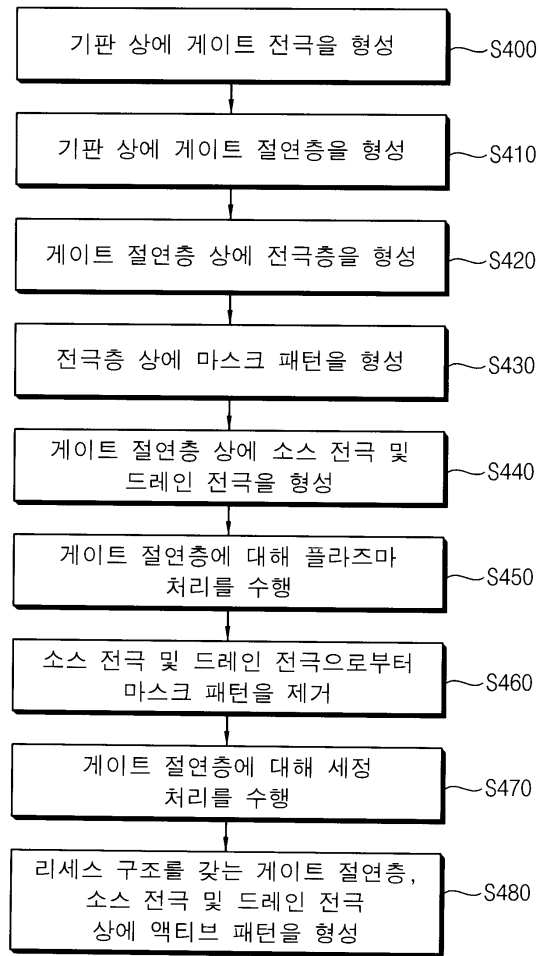 기판 상에 게이트 전극을 형성
S400
기판 상에 게이트 절연층을 형성
S410
게이트 절연층 상에 전극층을 형성
S420
전극층 상에 마스크 패턴을 형성
S430
게이트 절연층 상에 소스 전극 및
드레인 전극을 형성
S440
게이트 절연층에 대해 플라즈마
처리를 수행
S450
소스 전극 및 드레인 전극으로부터
마스크 패턴을 제거
S460
게이트 절연층에 대해 세정
처리를 수행
S470
리세스 구조를 갖는 게이트 절연층,
소스 전극 및 드레인 전극
상에 액티브 패턴을 형성
S480